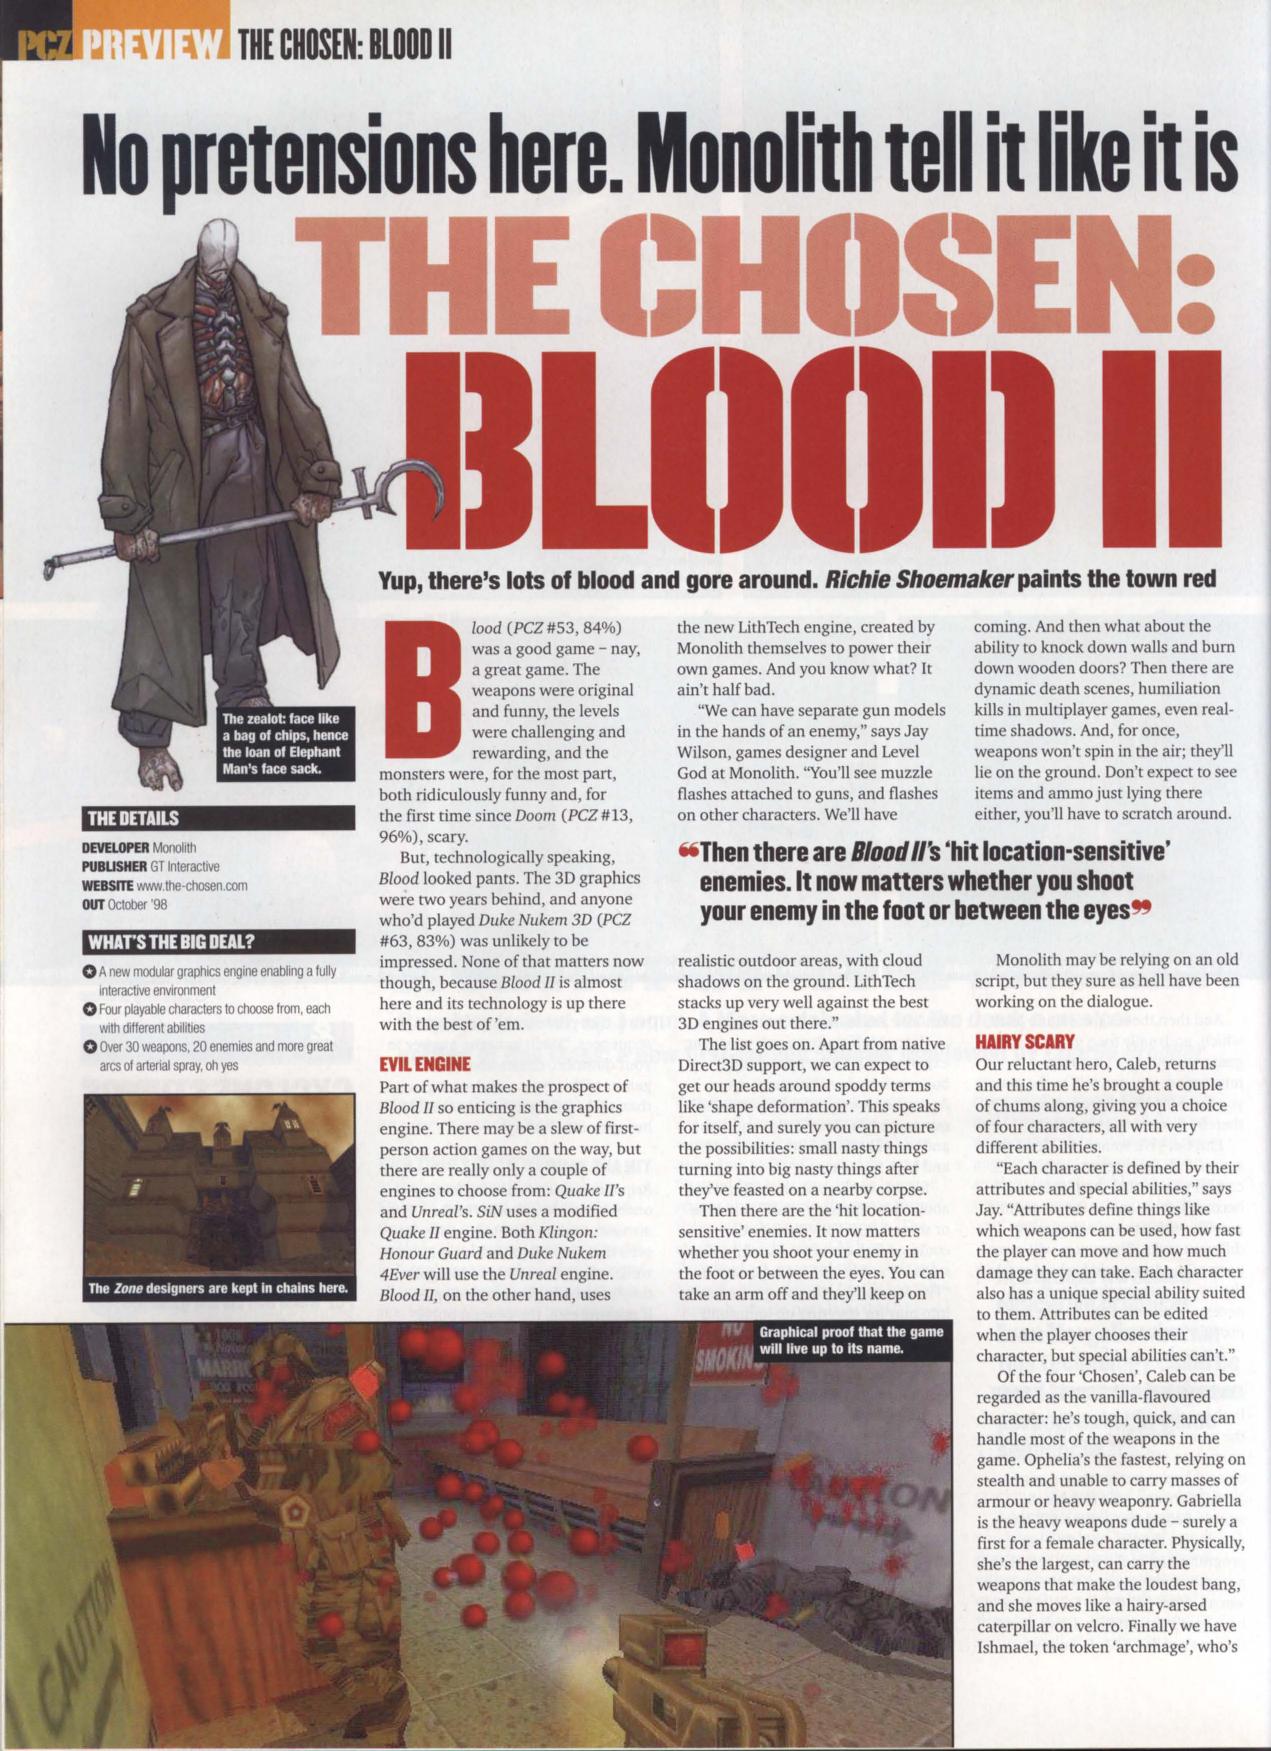 PCZ PREVIEW THE CHOSEN: BLOOD II
No pretensions here. Monolith tell it like it is
THE CHOSEN:
BLOOD II
Yup, there's lots of blood and gore around. Richie Shoemaker paints the town red
The zealot: face like
a bag of chips, hence
the loan of Elephant
Man's face sack.
THE DETAILS
DEVELOPER Monolith
PUBLISHER GT Interactive
WEBSITE www.the-chosen.com
OUT October '98
WHAT'S THE BIG DEAL?
A new modular graphics engine enabling a fully
interactive environment
Four playable characters to choose from, each
with different abilities
Over 30 weapons, 20 enemies and more great
arcs of arterial spray, oh yes
The Zone designers are kept in chains here.
Blood (PCZ #53, 84%)
was a good game – nay,
a great game. The
weapons were original
and funny, the levels
were challenging and
rewarding, and the
monsters were, for the most part,
both ridiculously funny and, for
the first time since Doom (PCZ #13,
96%), scary.
But, technologically speaking,
Blood looked pants. The 3D graphics
were two years behind, and anyone
who'd played Duke Nukem 3D (PCZ
#63, 83%) was unlikely to be
impressed. None of that matters now
though, because Blood II is almost
here and its technology is up there
with the best of 'em.
EVIL ENGINE
Part of what makes the prospect of
Blood II so enticing is the graphics
engine. There may be a slew of first-
person action games on the way, but
there are really only a couple of
engines to choose from: Quake II's
and Unreal's. SiN uses a modified
Quake II engine. Both Klingon:
Honour Guard and Duke Nukem
4Ever will use the Unreal engine.
Blood II, on the other hand, uses
the new LithTech engine, created by
Monolith themselves to power their
own games. And you know what? It
ain't half bad.
"We can have separate gun models
in the hands of an enemy," says Jay
Wilson, games designer and Level
God at Monolith. "You'll see muzzle
flashes attached to guns, and flashes
on other characters. We'll have
realistic outdoor areas, with cloud
shadows on the ground. LithTech
stacks up very well against the best
3D engines out there."
The list goes on. Apart from native
Direct3D support, we can expect to
get our heads around spoddy terms
like 'shape deformation'. This speaks
for itself, and surely you can picture
the possibilities: small nasty things
turning into big nasty things after
they've feasted on a nearby corpse.
Then there are the 'hit location-
sensitive' enemies. It now matters
whether you shoot your enemy in
the foot or between the eyes. You can
take an arm off and they'll keep on
coming. And then what about the
ability to knock down walls and burn
down wooden doors? Then there are
dynamic death scenes, humiliation
kills in multiplayer games, even real-
time shadows. And, for once,
weapons won't spin in the air; they'll
lie on the ground. Don't expect to see
items and ammo just lying there
either, you'll have to scratch around.
“Then there are Blood II's 'hit location-sensitive'
enemies. It now matters whether you shoot
your enemy in the foot or between the eyes”
Monolith may be relying on an old
script, but they sure as hell have been
working on the dialogue.
HAIRY SCARY
Our reluctant hero, Caleb, returns
and this time he's brought a couple
of chums along, giving you a choice
of four characters, all with very
different abilities.
"Each character is defined by their
attributes and special abilities," says
Jay. "Attributes define things like
which weapons can be used, how fast
the player can move and how much
damage they can take. Each character
also has a unique special ability suited
to them. Attributes can be edited
when the player chooses their
character, but special abilities can't."
Of the four 'Chosen', Caleb can be
regarded as the vanilla-flavoured
character: he's tough, quick, and can
handle most of the weapons in the
game. Ophelia's the fastest, relying on
stealth and unable to carry masses of
armour or heavy weaponry. Gabriella
is the heavy weapons dude – surely a
first for a female character. Physically,
she's the largest, can carry the
weapons that make the loudest bang,
and she moves like a hairy-arsed
caterpillar on velcro. Finally we have
Ishmael, the token 'archmage', who's
Graphical proof that the game
will live up to its name.
NO
SMOKING
CAUTION
CAUTION